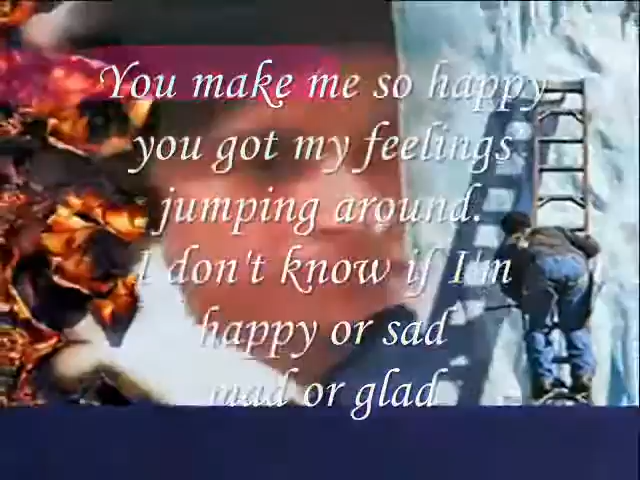 You make me so happy
you got my feelings
jumping around.
I don't know if I'm
happy or sad
mad or glad